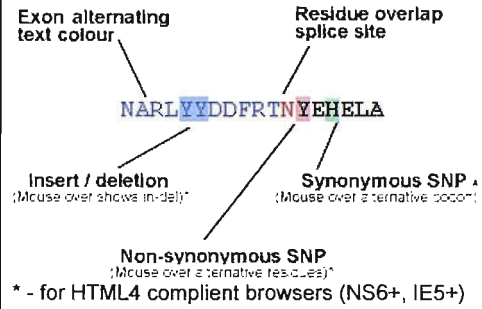 Exon alternating
text colour
Residue overlap
splice site
NARLYYDDFRTNYEHELA
Insert / deletion
(Mouse over shows in-del)*
Synonymous SNP *
(Mouse over alternative codon)
Non-synonymous SNP
(Mouse over alternative residues)*
* - for HTML4 complient browsers (NS6+, IE5+)